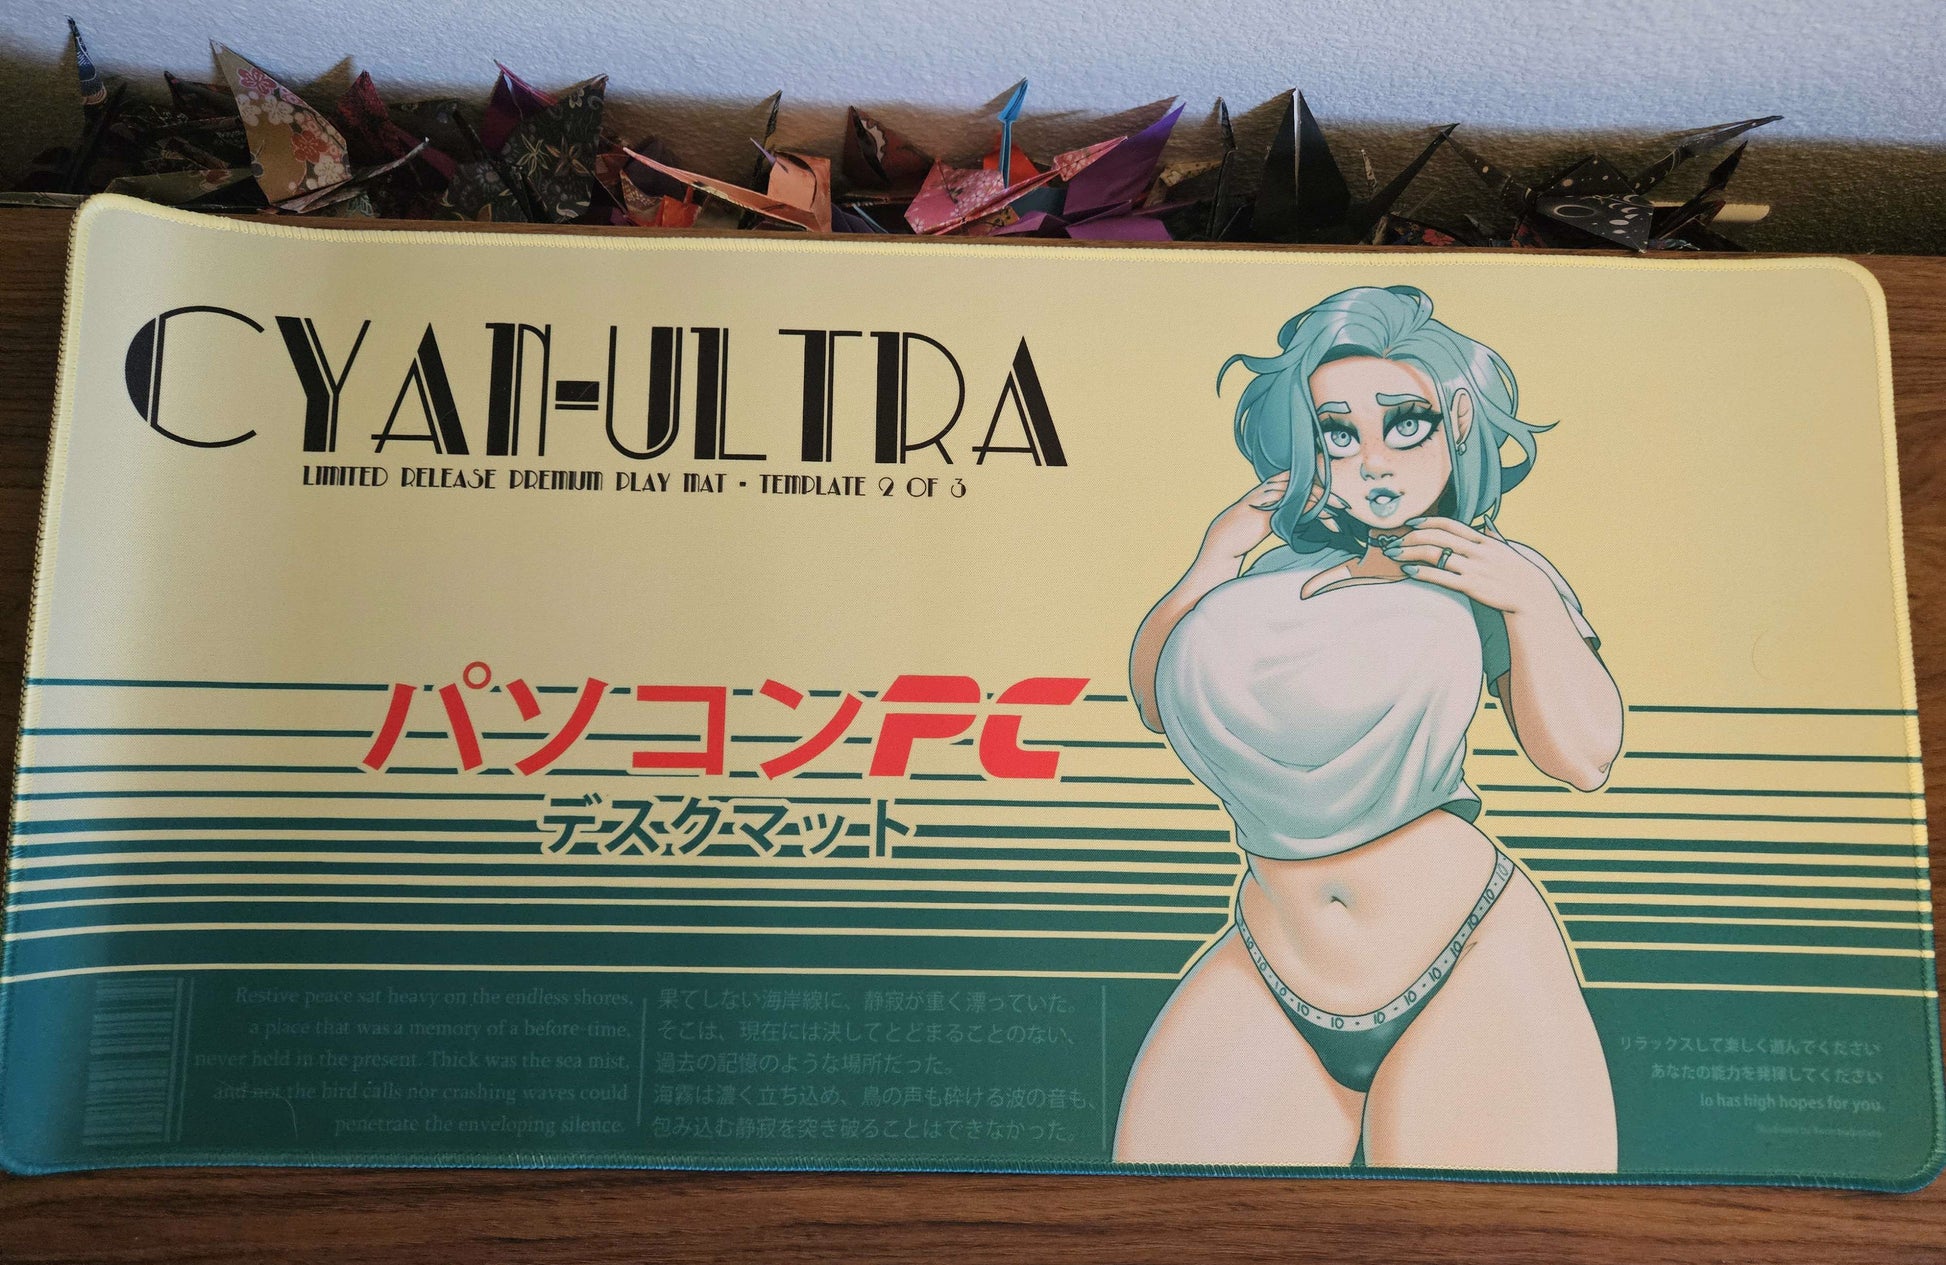 CYAN-ULTRA
LIMITED RELEASE PREMIUM PLAY MAT - TEMPLATE 2 OF 3
パソコンPC
デスクマット
Restive peace sat heavy on the endless shores,
a place that was a memory of a before-time,
never held in the present. Thick was the sea mist,
and not the bird calls nor crashing waves could
penetrate the enveloping silence.
果てしない海岸線に、静寂が重く漂っていた。
そこは、現在には決してとどまることのない、
過去の記憶のような場所だった。
海霧は濃く立ち込め、鳥の声も砕ける波の音も、
包み込む静寂を突き破ることはできなかった。
10 · 10 · 10 · 10 · 10 · 10 · 10 · 10 · 10 · 10
リラックスして楽しく遊んでください
あなたの能力を発揮してください
Io has high hopes for you.